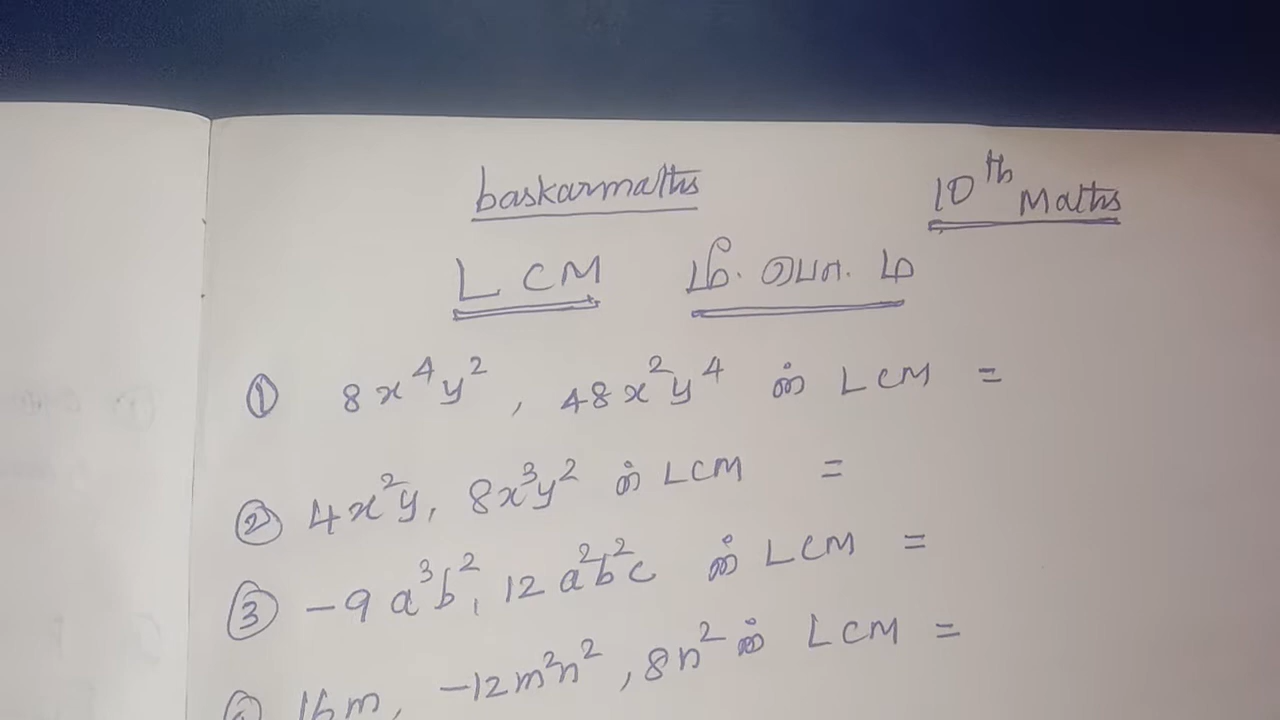 baskarmaths 10th Maths
LCM மீ. பொ. ம
① 8x⁴y², 48x²y⁴ ன் LCM =
② 4x²y, 8x³y² ன் LCM =
③ -9a³b², 12a²b²c ன் LCM =
16m, -12m²n², 8n² ன் LCM =